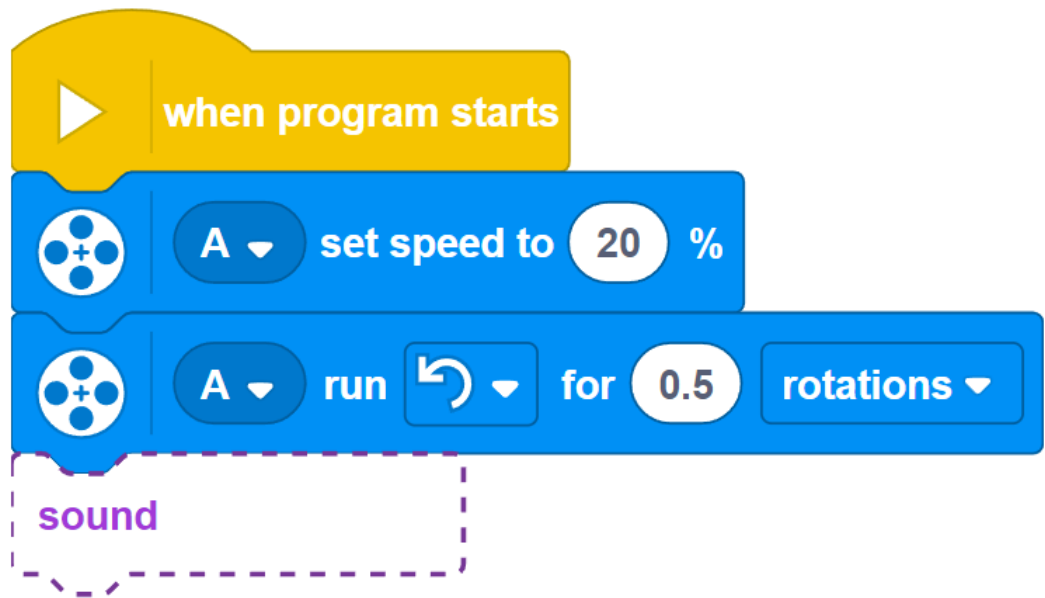 when program starts
A set speed to 20 %
A run for 0.5 rotations
sound